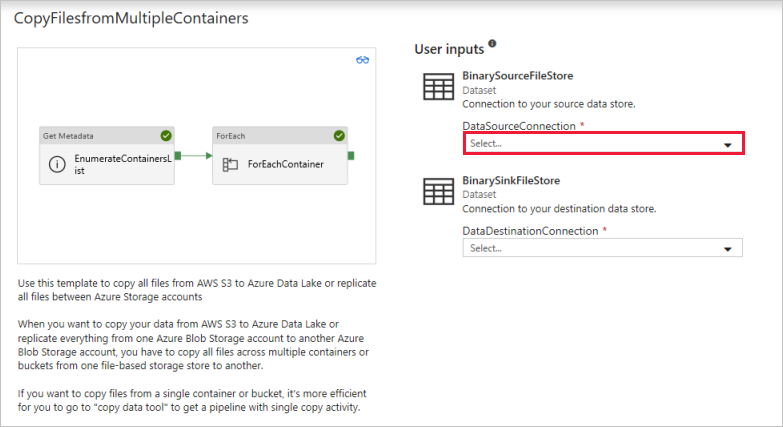 CopyFilesfromMultipleContainers
Get Metadata
EnumerateContainersL
ist
ForEach
ForEachContainer
Use this template to copy all files from AWS S3 to Azure Data Lake or replicate
all files between Azure Storage accounts
When you want to copy your data from AWS S3 to Azure Data Lake or
replicate everything from one Azure Blob Storage account to another Azure
Blob Storage account, you have to copy all files across multiple containers or
buckets from one file-based storage store to another.
If you want to copy files from a single container or bucket, it's more efficient
for you to go to "copy data tool" to get a pipeline with single copy activity.
User inputs
BinarySourceFileStore
Dataset
Connection to your source data store.
DataSourceConnection *
Select...
BinarySinkFileStore
Dataset
Connection to your destination data store.
DataDestinationConnection *
Select...